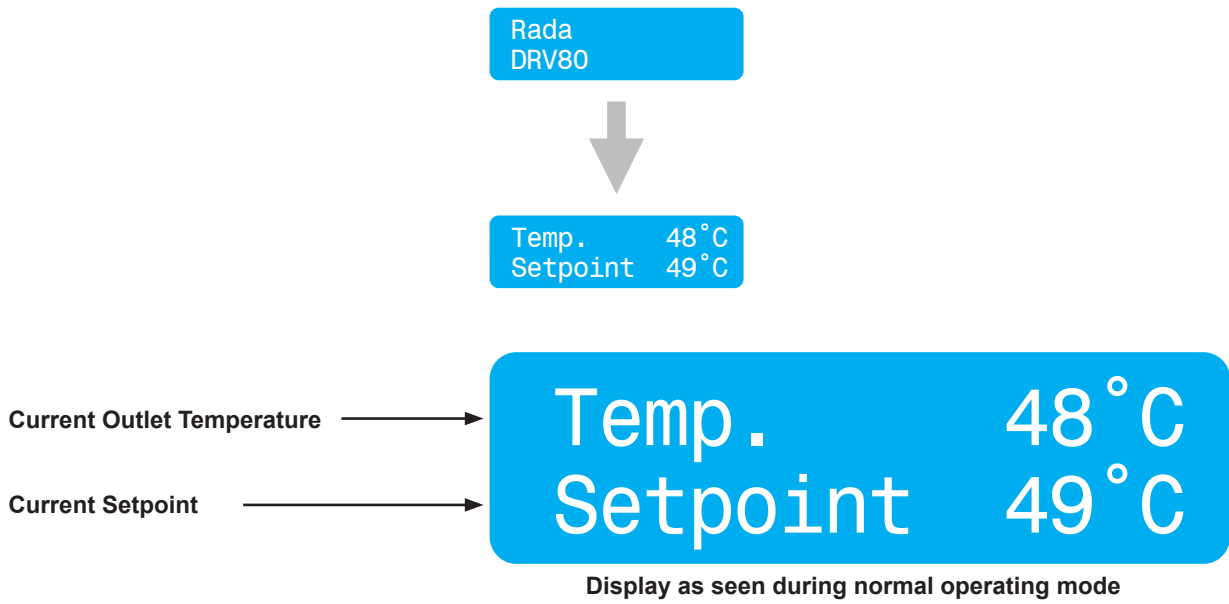 Rada
DRV80
Temp. 48˚C
Setpoint 49˚C
Current Outlet Temperature
Temp. 48˚C
Current Setpoint
Setpoint 49˚C
Display as seen during normal operating mode